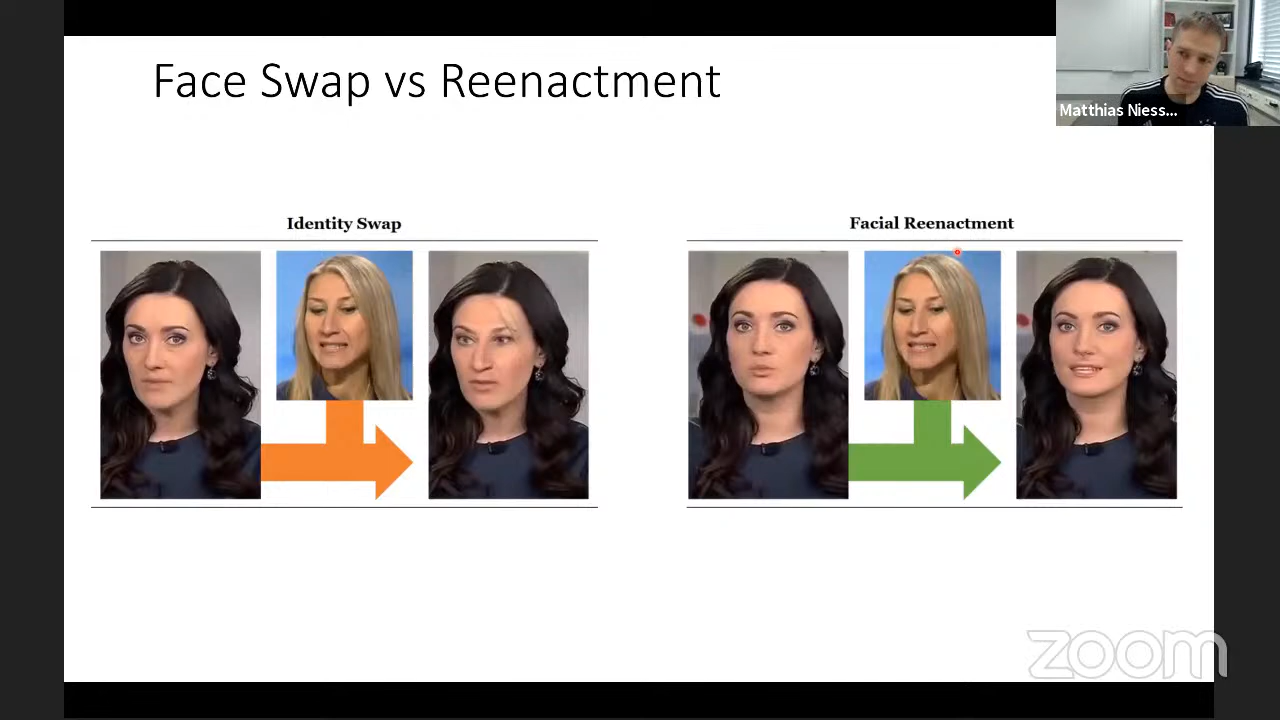 Face Swap vs Reenactment
Matthias Niess...
Identity Swap
Facial Reenactment
zoom